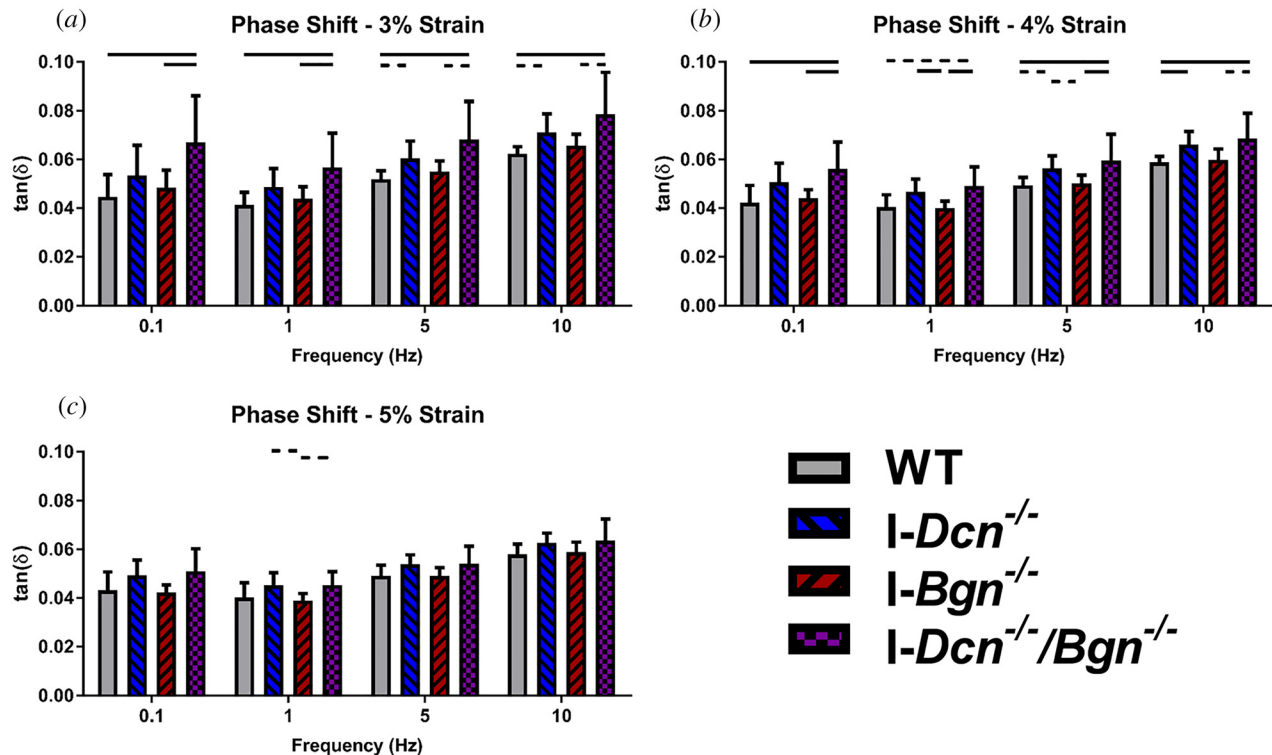 (a)
Phase Shift - 3% Strain
0.10
0.08
0.06
0.04
0.02
0.00
tan(δ)
0.1 1 5 10
Frequency (Hz)
(b)
Phase Shift - 4% Strain
0.10
0.08
0.06
0.04
0.02
0.00
tan(δ)
0.1 1 5 10
Frequency (Hz)
(c)
Phase Shift - 5% Strain
0.10
0.08
0.06
0.04
0.02
0.00
tan(δ)
0.1 1 5 10
Frequency (Hz)
WT
I-Dcn-/-
I-Bgn-/-
I-Dcn-/-/Bgn-/-